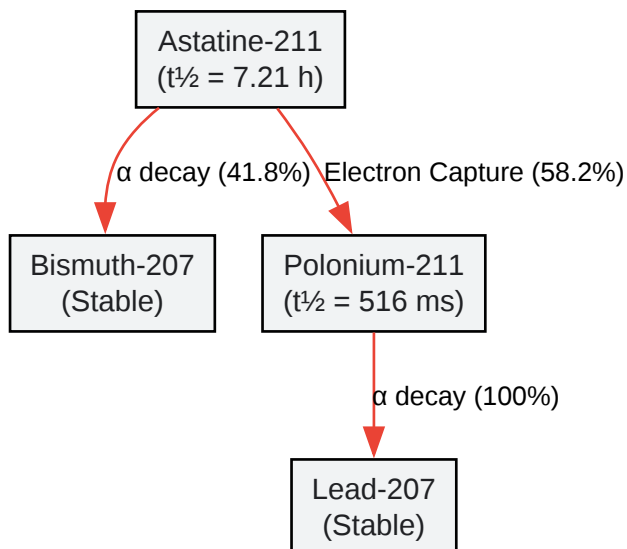 Astatine-211
(t½ = 7.21 h)
α decay (41.8%)
Electron Capture (58.2%)
Bismuth-207
(Stable)
Polonium-211
(t½ = 516 ms)
α decay (100%)
Lead-207
(Stable)